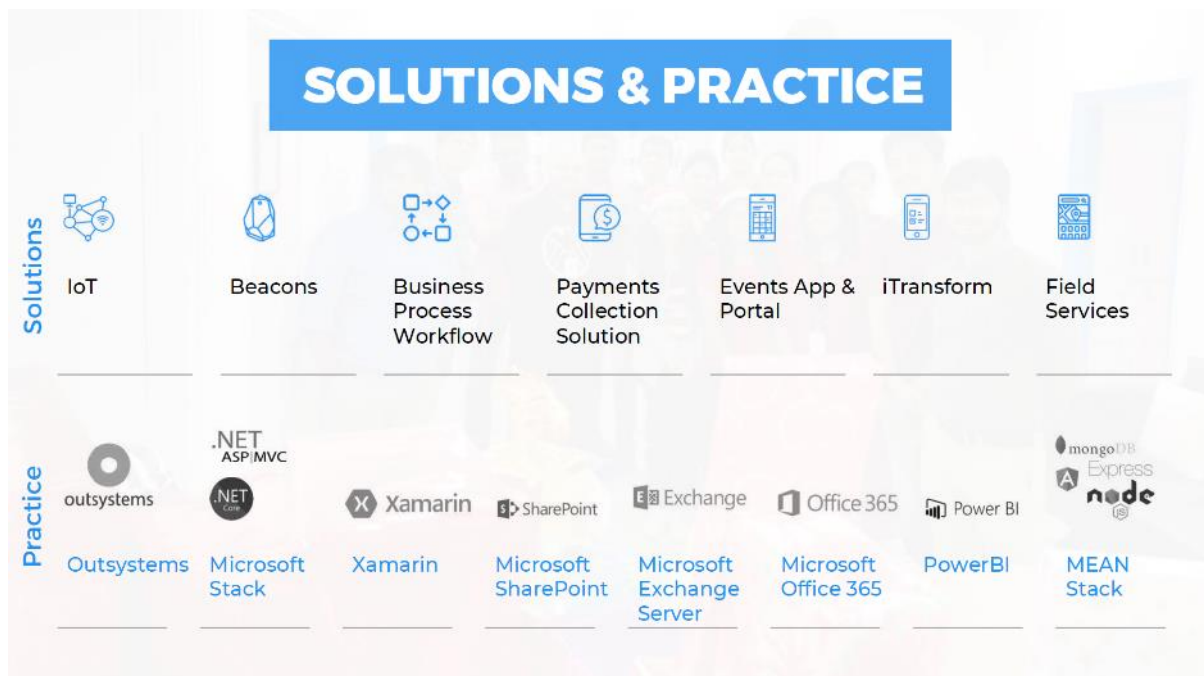 SOLUTIONS & PRACTICE
Solutions
IoT
Beacons
Business
Process
Workflow
Payments
Collection
Solution
Events App &
Portal
iTransform
Field
Services
Practice
outsystems
Outsystems
.NET
ASP|MVC
.NET
Core
Microsoft
Stack
Xamarin
Xamarin
SharePoint
Microsoft
SharePoint
Exchange
Microsoft
Exchange
Server
Office 365
Microsoft
Office 365
Power BI
PowerBI
mongoDB
Express
node
JS
MEAN
Stack